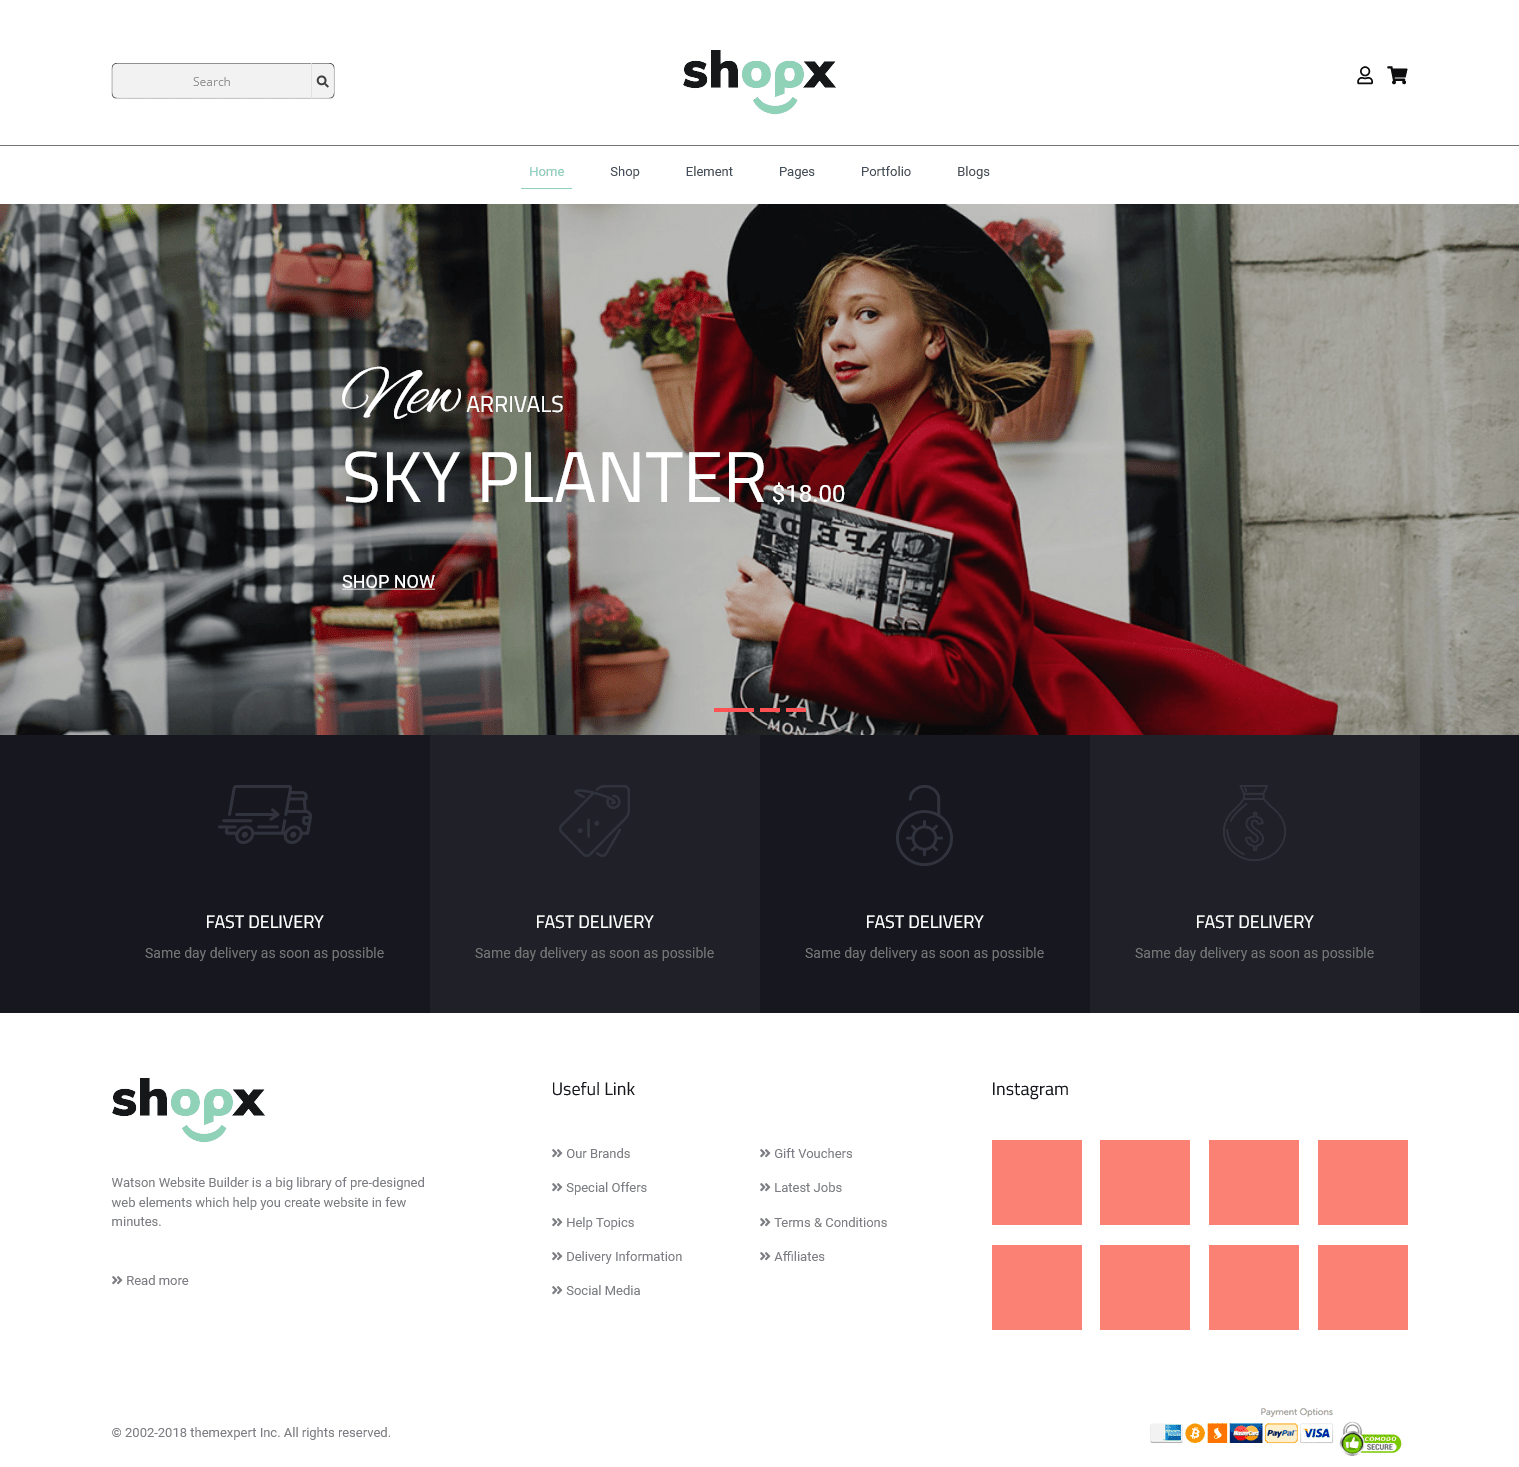 Search
shopx
Home Shop Element Pages Portfolio Blogs
New ARRIVALS
SKY PLANTER $18.00
SHOP NOW
CAFE DE
PARIS
MON
FAST DELIVERY
Same day delivery as soon as possible
FAST DELIVERY
Same day delivery as soon as possible
FAST DELIVERY
Same day delivery as soon as possible
FAST DELIVERY
Same day delivery as soon as possible
shopx
Watson Website Builder is a big library of pre-designed
web elements which help you create website in few
minutes.
Read more
Useful Link
Our Brands
Special Offers
Help Topics
Delivery Information
Social Media
Gift Vouchers
Latest Jobs
Terms & Conditions
Affiliates
Instagram
© 2002-2018 themexpert Inc. All rights reserved.
Payment Options
MasterCard PayPal VISA
COMODO
SECURE